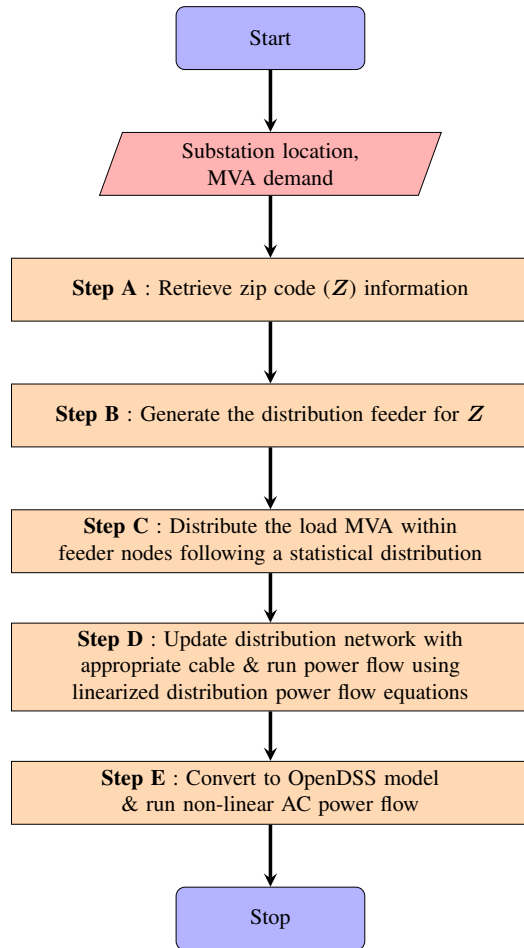 Start
Substation location,
MVA demand
Step A : Retrieve zip code (Z) information
Step B : Generate the distribution feeder for Z
Step C : Distribute the load MVA within
feeder nodes following a statistical distribution
Step D : Update distribution network with
appropriate cable & run power flow using
linearized distribution power flow equations
Step E : Convert to OpenDSS model
& run non-linear AC power flow
Stop